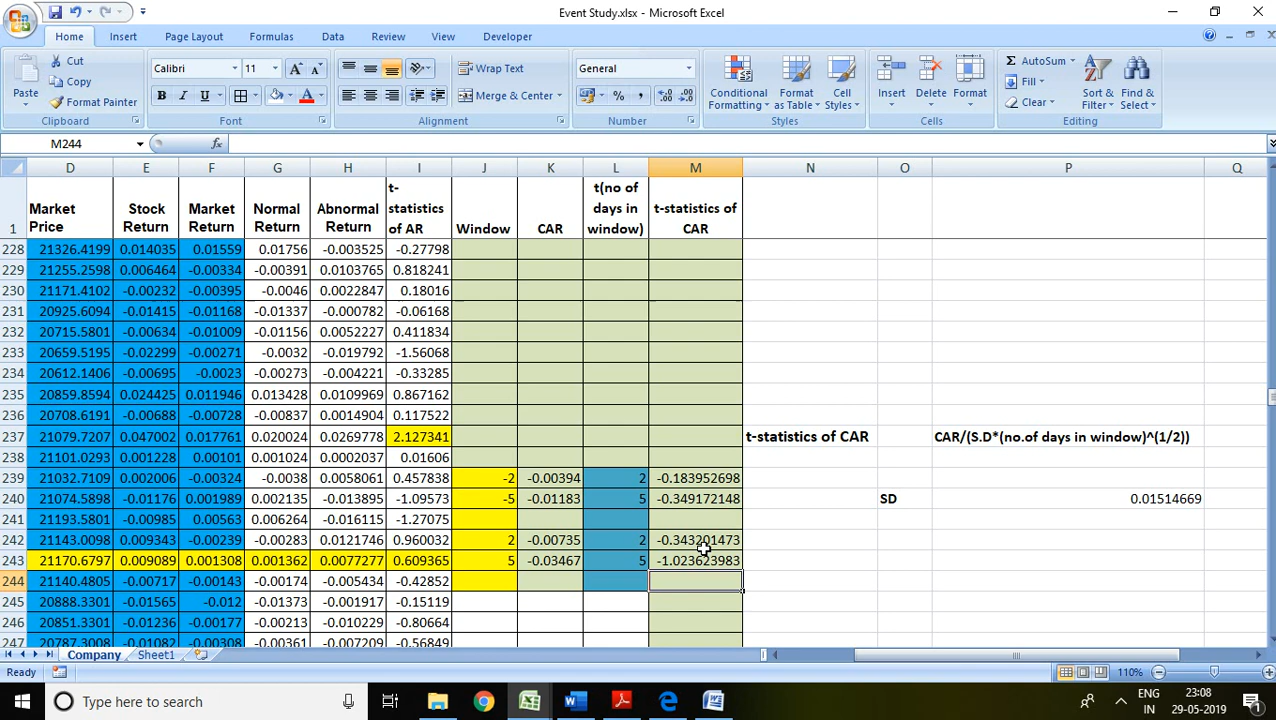 Event Study.xlsx - Microsoft Excel
Home Insert Page Layout Formulas Data Review View Developer
Paste Cut Copy Format Painter Clipboard
Calibri 11 A A B I U A Font
Wrap Text Merge & Center Alignment
General % , Number
Conditional Formatting Format as Table Cell Styles Styles
Insert Delete Format Cells
Σ AutoSum Fill Clear Sort & Filter Find & Select Editing
M244 fx
D E F G H I J K L M N O P Q
1 Market Price Stock Return Market Return Normal Return Abnormal Return t-statistics of AR Window CAR t(no of days in window) t-statistics of CAR
228 21326.4199 0.014035 0.01559 0.01756 -0.003525 -0.27798
229 21255.2598 0.006464 -0.00334 -0.00391 0.0103765 0.818241
230 21171.4102 -0.00232 -0.00395 -0.0046 0.0022847 0.18016
231 20925.6094 -0.01415 -0.01168 -0.01337 -0.000782 -0.06168
232 20715.5801 -0.00634 -0.01009 -0.01156 0.0052227 0.411834
233 20659.5195 -0.02299 -0.00271 -0.0032 -0.019792 -1.56068
234 20612.1406 -0.00695 -0.0023 -0.00273 -0.004221 -0.33285
235 20859.8594 0.024425 0.011946 0.013428 0.0109969 0.867162
236 20708.6191 -0.00688 -0.00728 -0.00837 0.0014904 0.117522
237 21079.7207 0.047002 0.017761 0.020024 0.0269778 2.127341 t-statistics of CAR CAR/(S.D*(no.of days in window)^(1/2))
238 21101.0293 0.001228 0.00101 0.001024 0.0002037 0.01606
239 21032.7109 0.002006 -0.00324 -0.0038 0.0058061 0.457838 -2 -0.00394 2 -0.183952698
240 21074.5898 -0.01176 0.001989 0.002135 -0.013895 -1.09573 -5 -0.01183 5 -0.349172148 SD 0.01514669
241 21193.5801 -0.00985 0.00563 0.006264 -0.016115 -1.27075
242 21143.0098 0.009343 -0.00239 -0.00283 0.0121746 0.960032 2 -0.00735 2 -0.343201473
243 21170.6797 0.009089 0.001308 0.001362 0.0077277 0.609365 5 -0.03467 5 -1.023623983
244 21140.4805 -0.00717 -0.00143 -0.00174 -0.005434 -0.42852
245 20888.3301 -0.01565 -0.012 -0.01373 -0.001917 -0.15119
246 20851.3301 -0.01236 -0.00177 -0.00213 -0.010229 -0.80664
247 20787.3008 -0.01082 -0.00308 -0.00361 -0.007209 -0.56849
Company Sheet1
Ready 110%
Type here to search ENG IN 23:08 29-05-2019 1